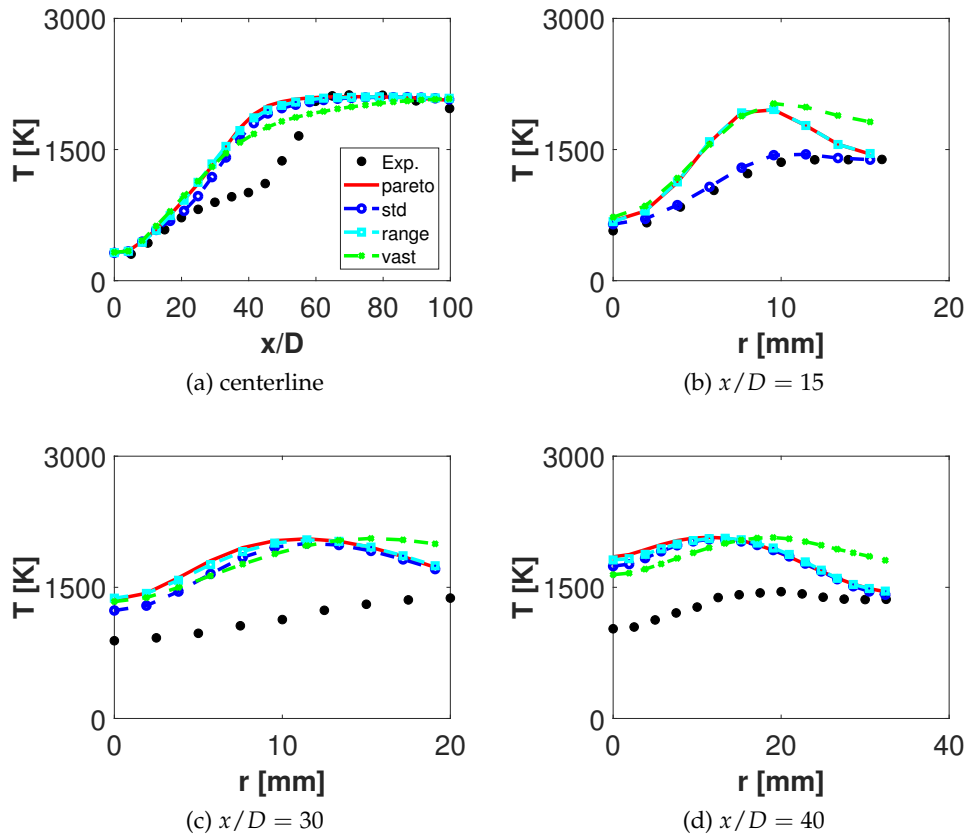 3000
1500
0
T [K]
0 20 40 60 80 100
x/D
Exp.
pareto
std
range
vast
(a) centerline
3000
1500
0
T [K]
0 10 20
r [mm]
(b) x/D = 15
3000
1500
0
T [K]
0 10 20
r [mm]
(c) x/D = 30
3000
1500
0
T [K]
0 20 40
r [mm]
(d) x/D = 40